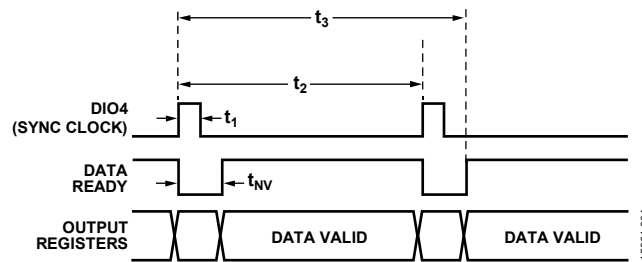 t3
t2
DIO4
(SYNC CLOCK)
t1
DATA
READY
tNV
OUTPUT
REGISTERS
DATA VALID
DATA VALID